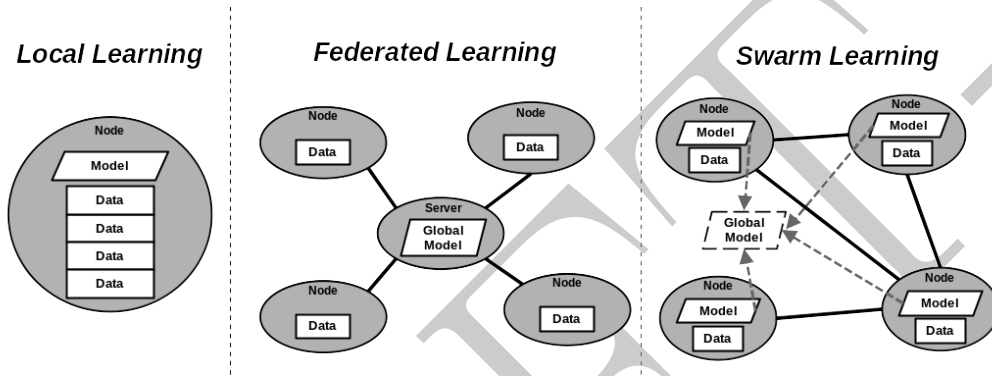 Local Learning
Node
Model
Data
Data
Data
Data
Federated Learning
Node
Data
Node
Data
Server
Global
Model
Node
Data
Node
Data
Swarm Learning
Node
Model
Data
Node
Model
Data
Global
Model
Node
Model
Data
Node
Model
Data